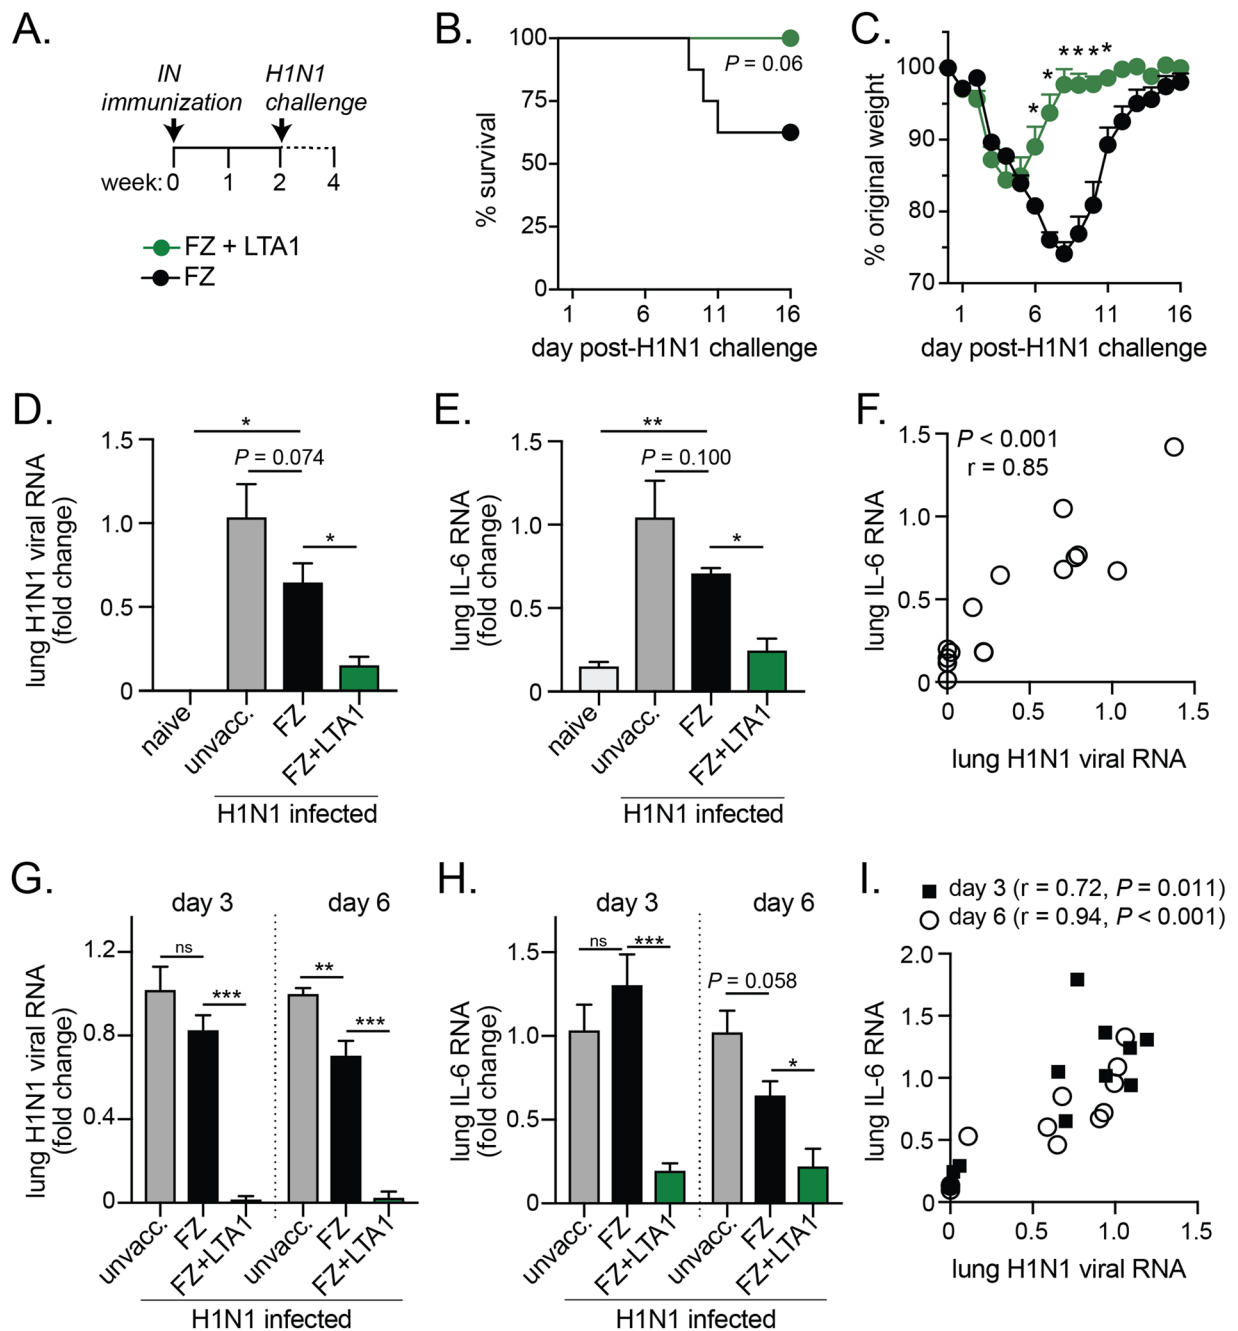 A.
IN
immunization
H1N1
challenge
week: 0 1 2 4
FZ + LTA1
FZ
B.
100
75
50
25
0
% survival
P = 0.06
1 6 11 16
day post-H1N1 challenge
C.
100
90
80
70
% original weight
* * * * * *
1 6 11 16
day post-H1N1 challenge
D.
lung H1N1 viral RNA
(fold change)
1.5
1.0
0.5
0
*
P = 0.074
*
naive
unvacc.
FZ
FZ+LTA1
H1N1 infected
E.
lung IL-6 RNA
(fold change)
1.5
1.0
0.5
0
**
P = 0.100
*
naive
unvacc.
FZ
FZ+LTA1
H1N1 infected
F.
lung IL-6 RNA
1.5
1.0
0.5
0
P < 0.001
r = 0.85
0 0.5 1.0 1.5
lung H1N1 viral RNA
G.
day 3 day 6
lung H1N1 viral RNA
(fold change)
1.2
0.8
0.4
0
ns
***
**
***
unvacc.
FZ
FZ+LTA1
unvacc.
FZ
FZ+LTA1
H1N1 infected
H.
day 3 day 6
lung IL-6 RNA
(fold change)
1.5
1.0
0.5
0
ns
***
P = 0.058
*
unvacc.
FZ
FZ+LTA1
unvacc.
FZ
FZ+LTA1
H1N1 infected
I.
day 3 (r = 0.72, P = 0.011)
day 6 (r = 0.94, P < 0.001)
lung IL-6 RNA
2.0
1.5
1.0
0.5
0
0 0.5 1.0 1.5
lung H1N1 viral RNA